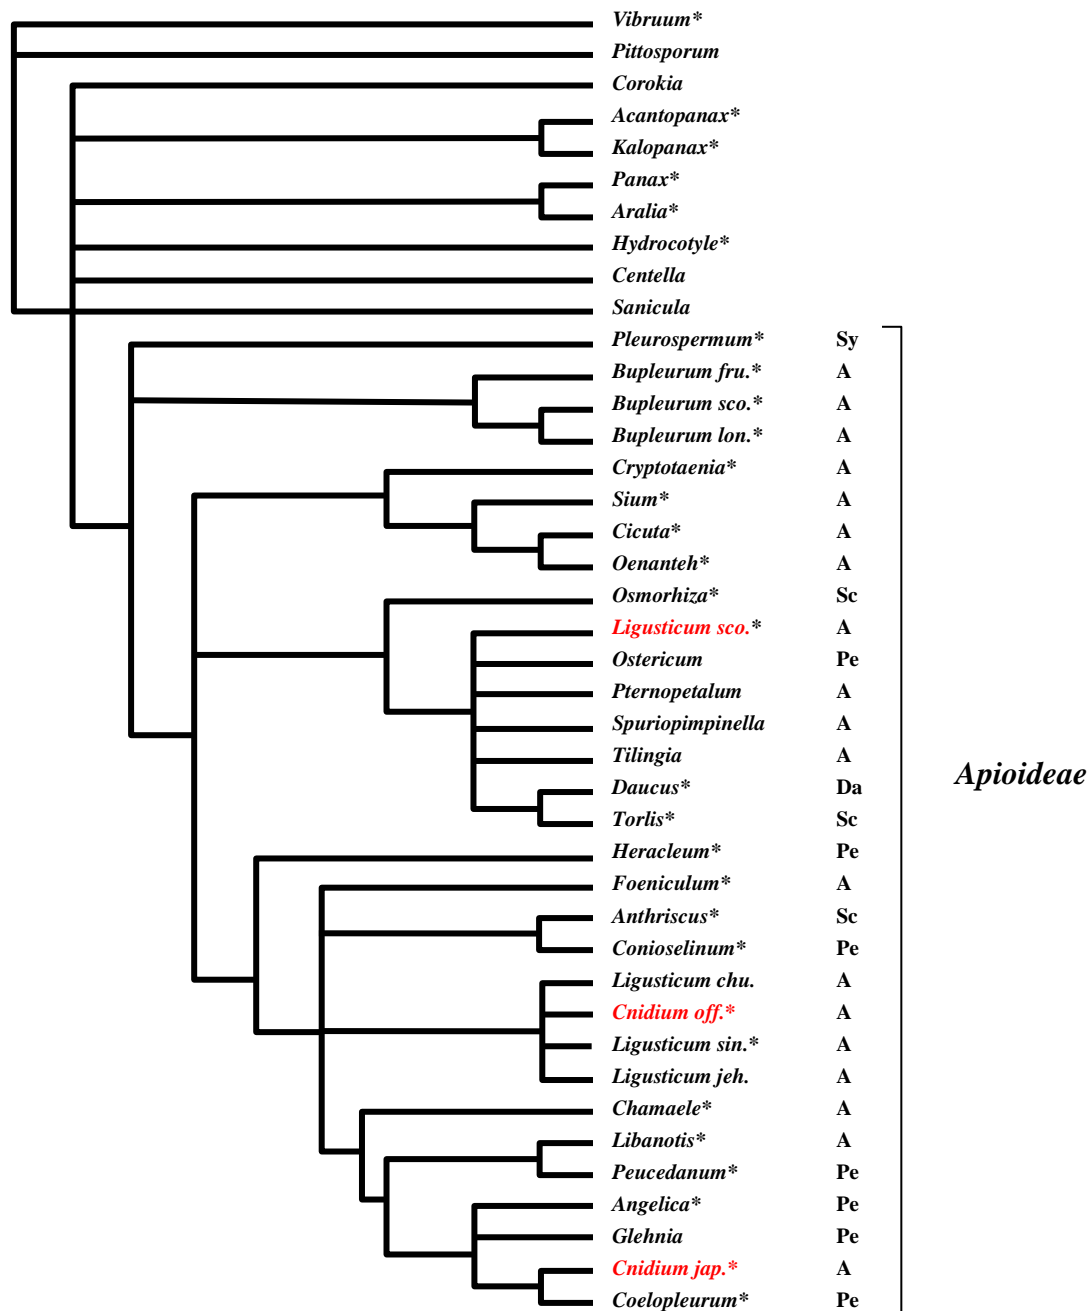 Vibruum*
Pittosporum
Corokia
Acantopanax*
Kalopanax*
Panax*
Aralia*
Hydrocotyle*
Centella
Sanicula
Pleurospermum* Sy
Bupleurum fru.* A
Bupleurum sco.* A
Bupleurum lon.* A
Cryptotaenia* A
Sium* A
Cicuta* A
Oenanteh* A
Osmorhiza* Sc
Ligusticum sco.* A
Ostericum Pe
Pternopetalum A
Spuriopimpinella A
Tilingia A
Apioideae
Daucus* Da
Torlis* Sc
Heracleum* Pe
Foeniculum* A
Anthriscus* Sc
Conioselinum* Pe
Ligusticum chu. A
Cnidium off.* A
Ligusticum sin.* A
Ligusticum jeh. A
Chamaele* A
Libanotis* A
Peucedanum* Pe
Angelica* Pe
Glehnia Pe
Cnidium jap.* A
Coelopleurum* Pe